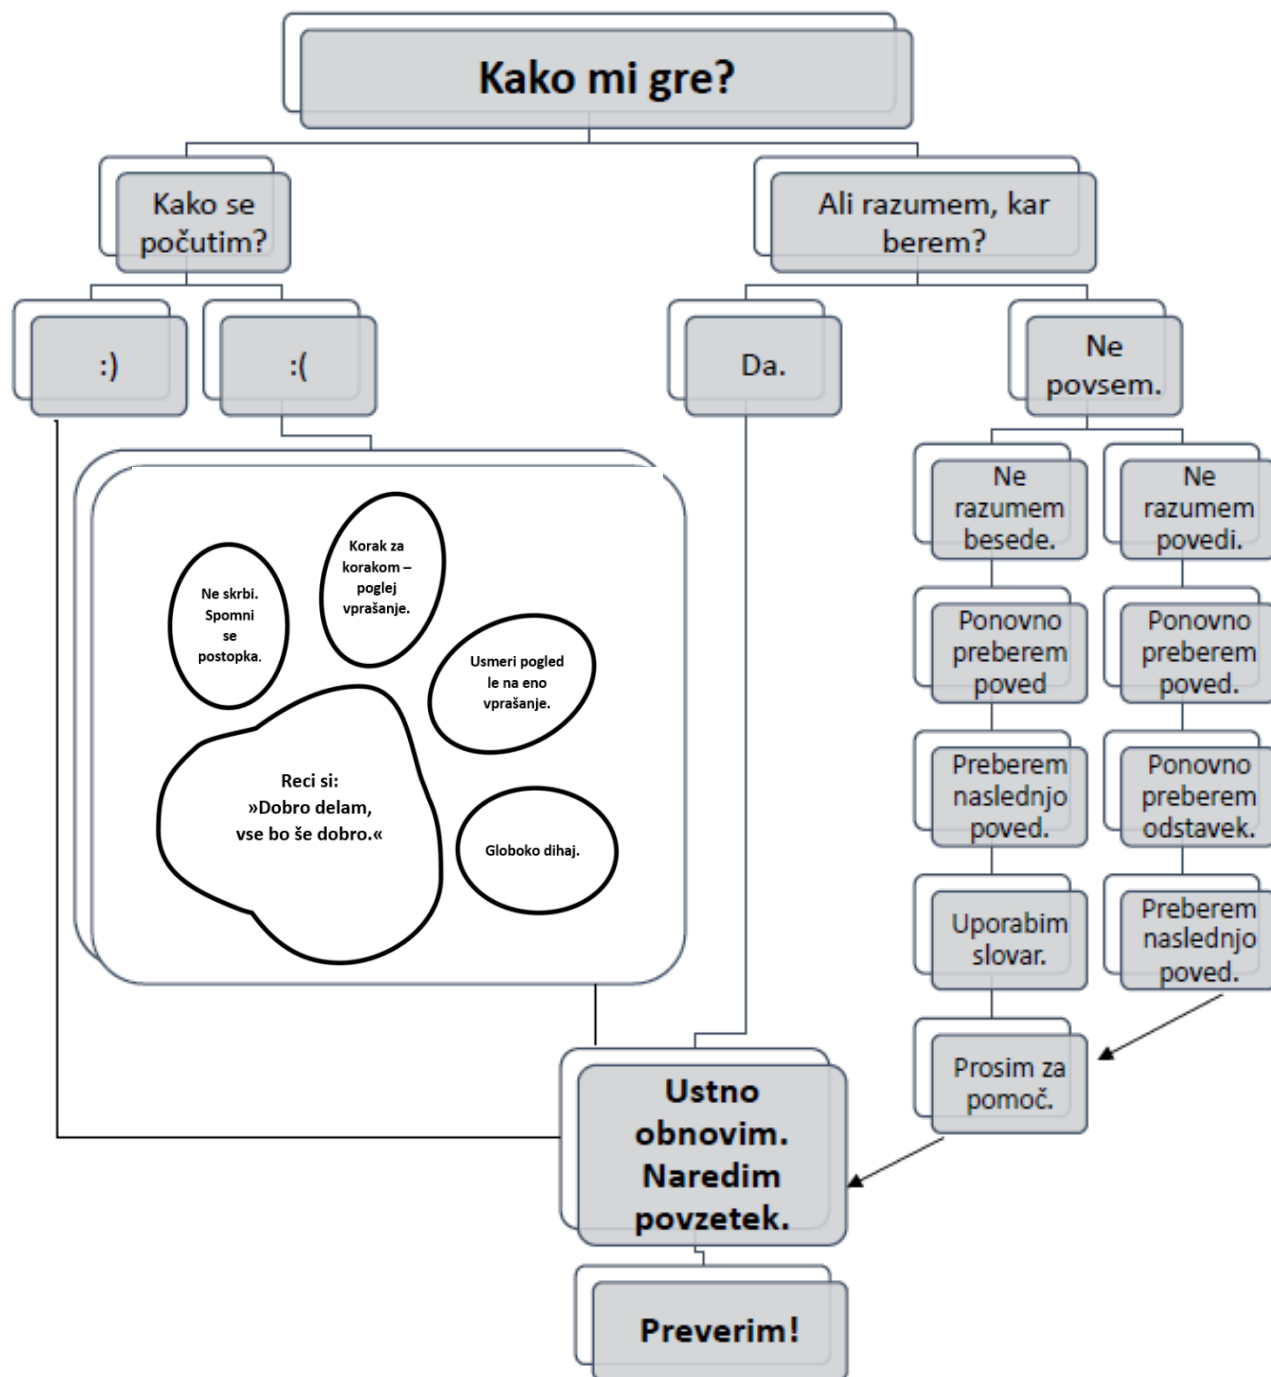 Kako mi gre?
Kako se
počutim?
Ali razumem, kar
berem?
:)
:(
Da.
Ne
povsem.
Ne skrbi.
Spomni
se
postopka.
Korak za
korakom –
poglej
vprašanje.
Usmeri pogled
le na eno
vprašanje.
Reci si:
»Dobro delam,
vse bo še dobro.«
Globoko dihaj.
Ne
razumem
besede.
Ponovno
preberem
poved
Preberem
naslednjo
poved.
Uporabim
slovar.
Prosim za
pomoč.
Ne
razumem
povedi.
Ponovno
preberem
poved.
Ponovno
preberem
odstavek.
Preberem
naslednjo
poved.
Ustno
obnovim.
Naredim
povzetek.
Preverim!